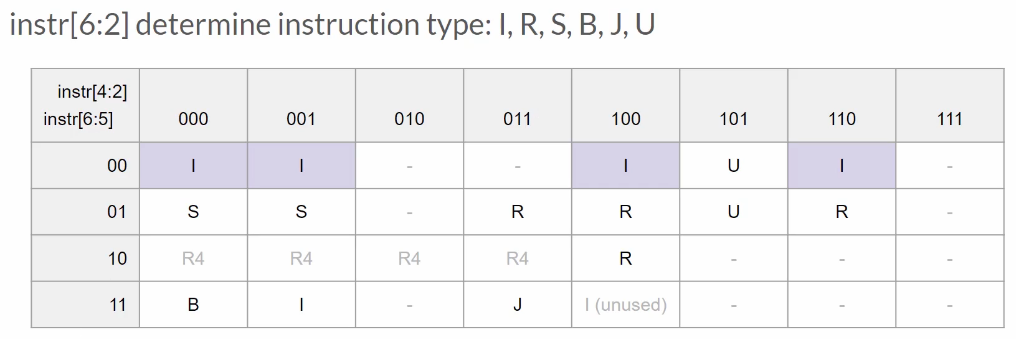 instr[6:2] determine instruction type: I, R, S, B, J, U
instr[4:2]
instr[6:5] 000 001 010 011 100 101 110 111
00 I I - - I U I -
01 S S - R R U R -
10 R4 R4 R4 R4 R - - -
11 B I - J I (unused) - - -